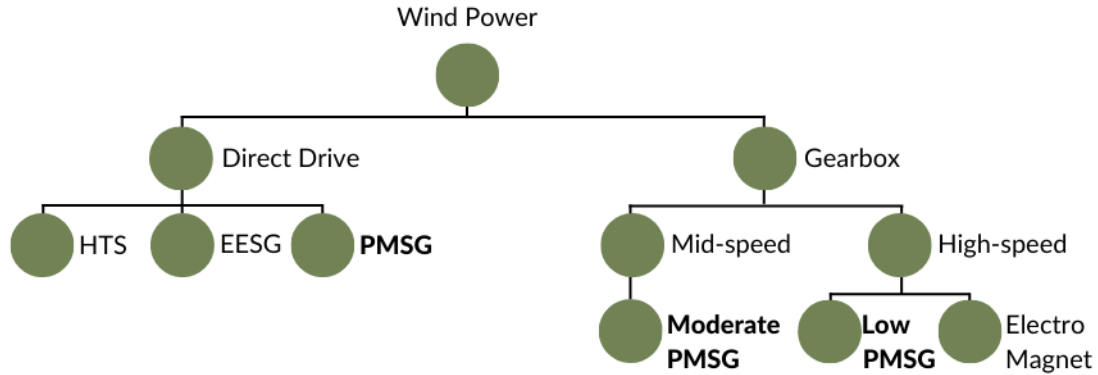 Wind Power
Direct Drive
Gearbox
HTS
EESG
PMSG
Mid-speed
High-speed
Moderate
PMSG
Low
PMSG
Electro
Magnet